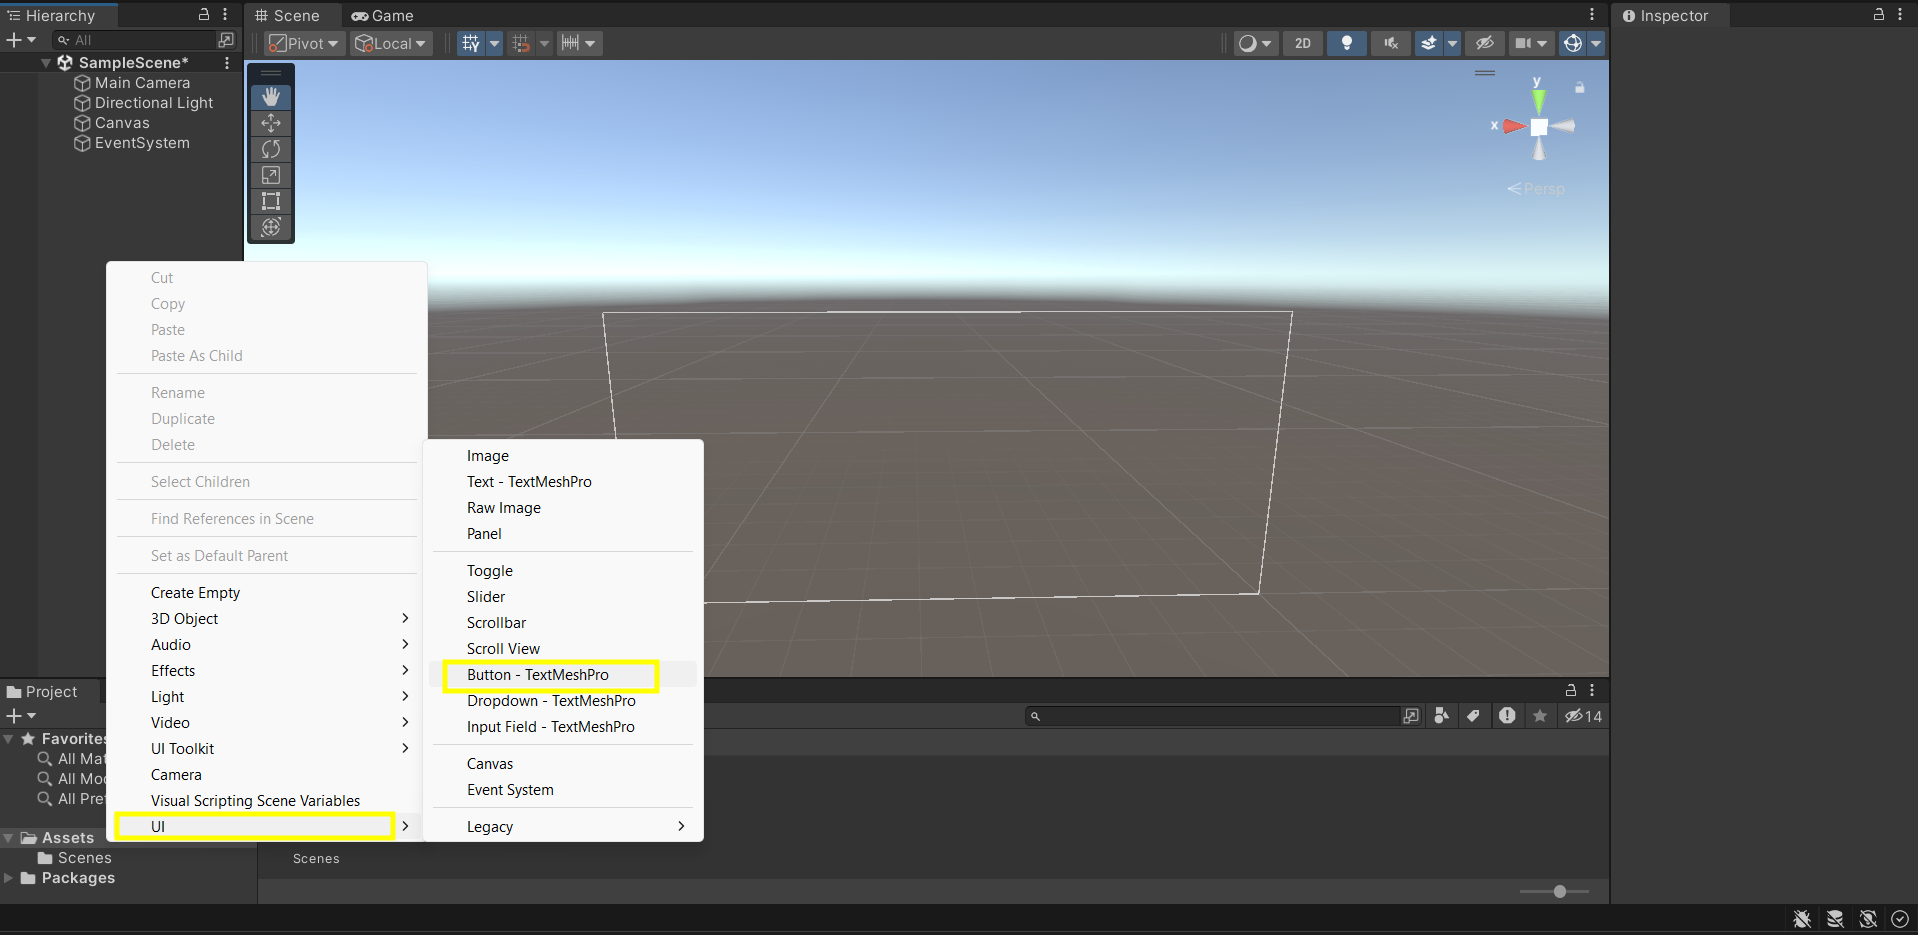 Hierarchy
Scene
Game
Inspector
All
Pivot
Local
2D
SampleScene*
Main Camera
Directional Light
Canvas
EventSystem
y
x
Persp
Cut
Copy
Paste
Paste As Child
Rename
Duplicate
Delete
Select Children
Find References in Scene
Set as Default Parent
Create Empty
3D Object
Audio
Effects
Light
Video
UI Toolkit
Camera
Visual Scripting Scene Variables
UI
Image
Text - TextMeshPro
Raw Image
Panel
Toggle
Slider
Scrollbar
Scroll View
Button - TextMeshPro
Dropdown - TextMeshPro
Input Field - TextMeshPro
Canvas
Event System
Legacy
Project
14
Favorites
All Mat
All Mod
All Pref
Assets
Scenes
Packages
Scenes